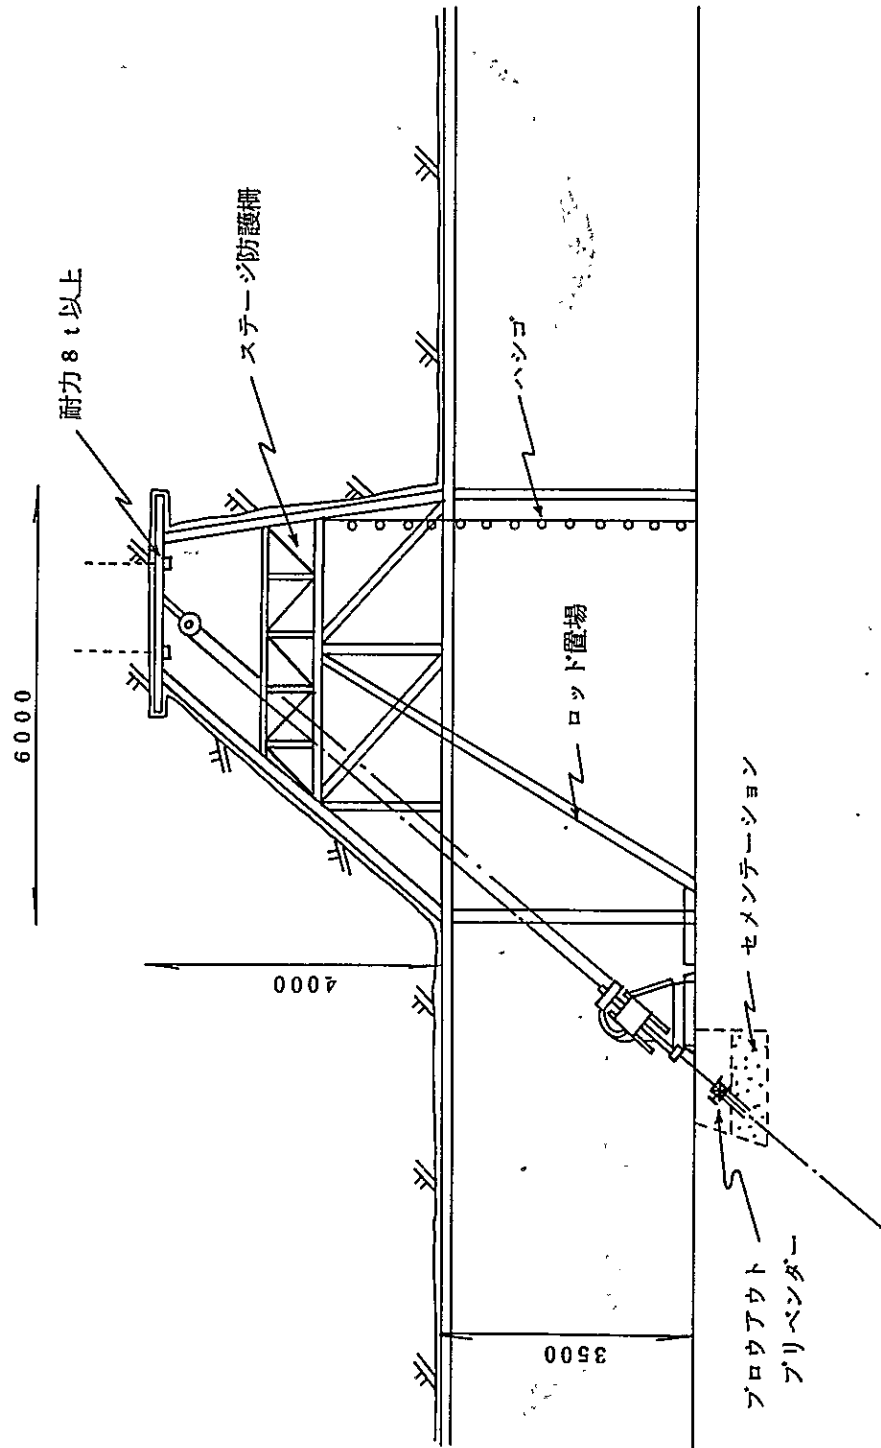 6000
耐力8t以上
ステージ防護柵
4000
ハシゴ
ロッド置場
セメンテーション
3500
ブロウアウト
プリベンダー